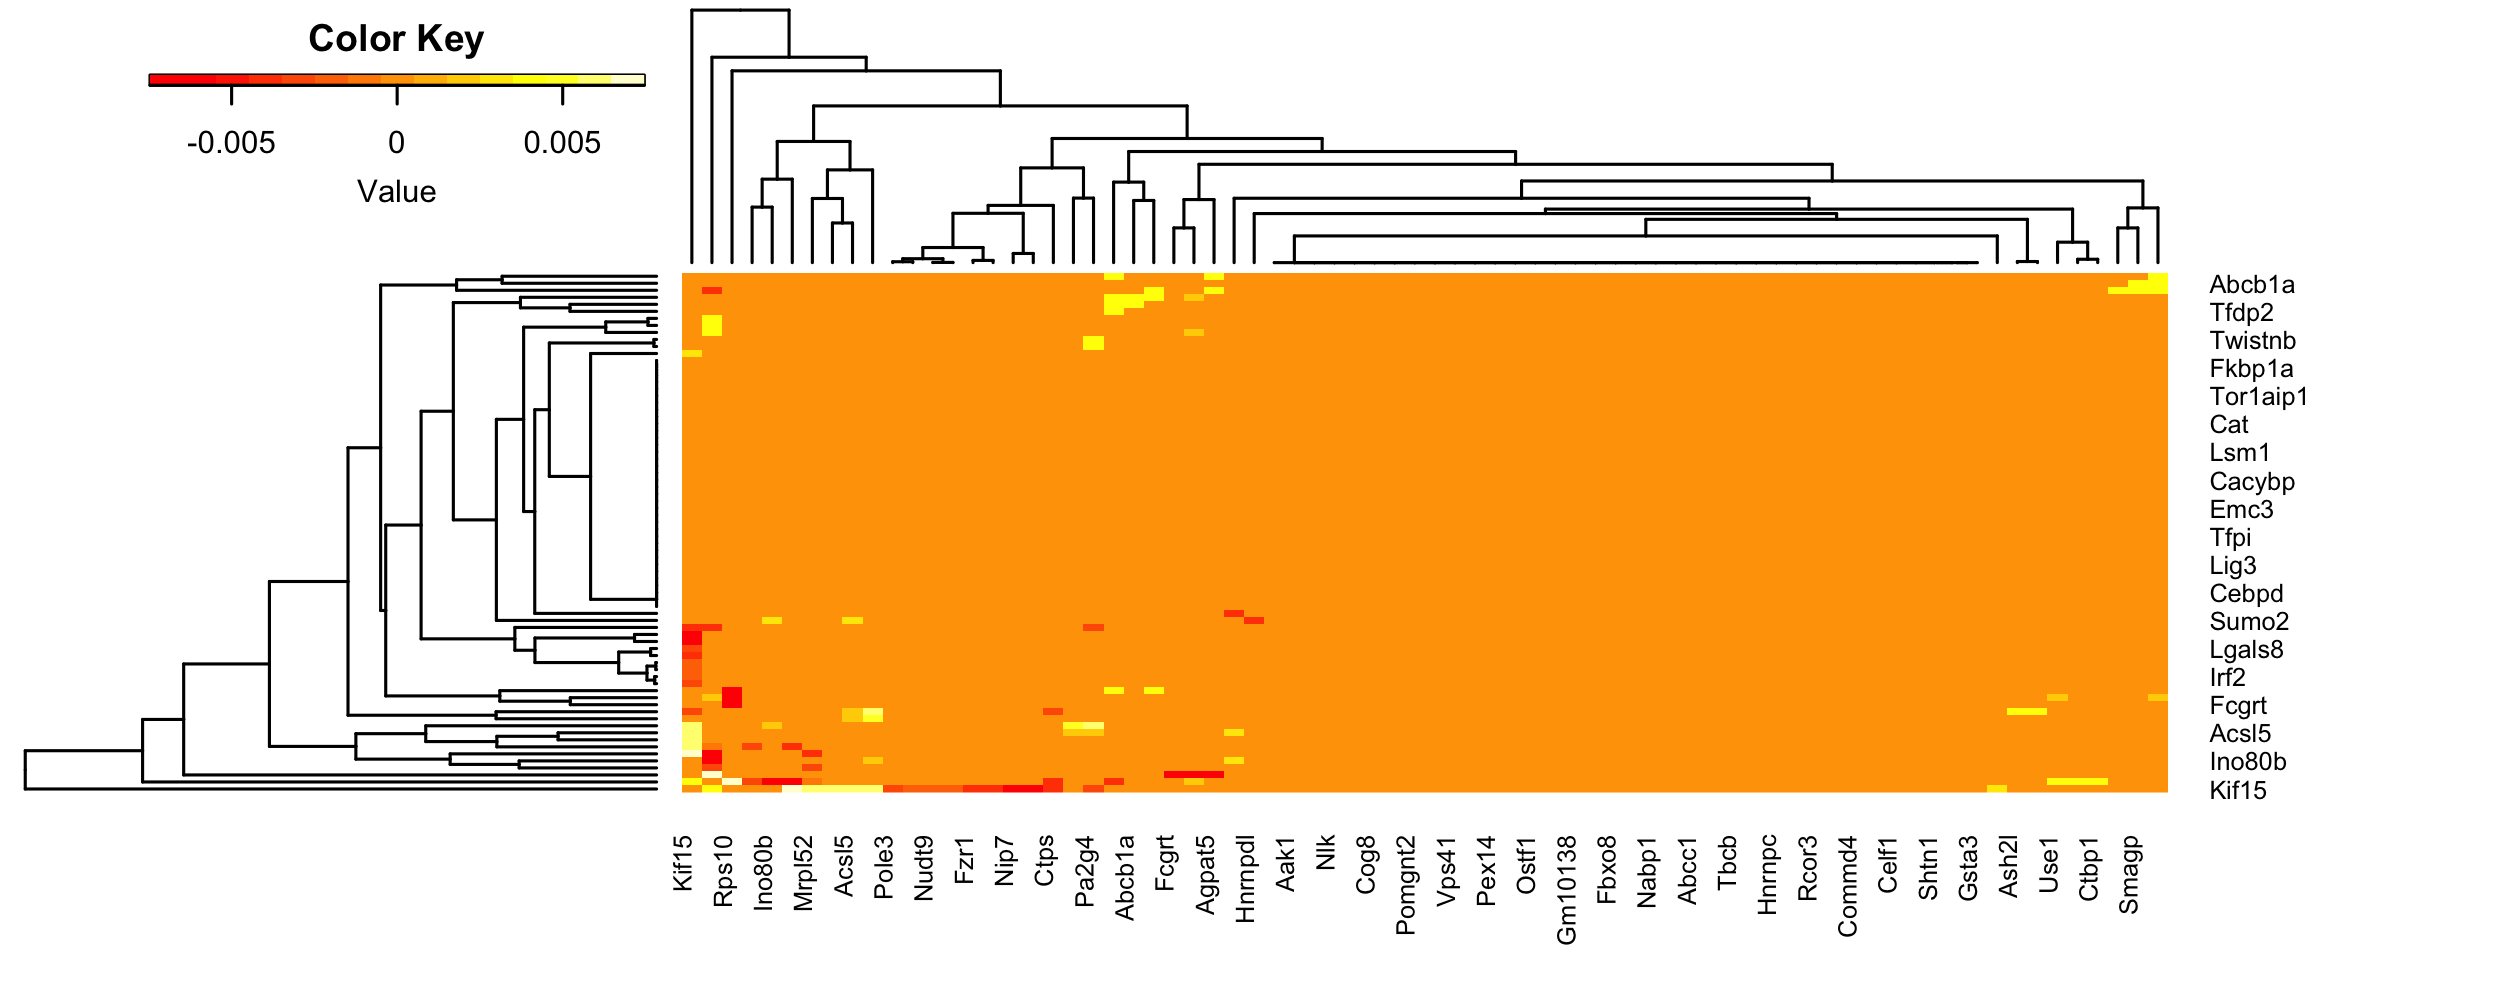 Color Key
-0.005 0 0.005
Value
Abcb1a
Tfdp2
Twistnb
Fkbp1a
Tor1aip1
Cat
Lsm1
Cacybp
Emc3
Tfpi
Lig3
Cebpd
Sumo2
Lgals8
Irf2
Fcgrt
Acsl5
Ino80b
Kif15
Kif15
Rps10
Ino80b
Mrpl52
Acsl5
Pole3
Nudt9
Fzr1
Nip7
Ctps
Pa2g4
Abcb1a
Fcgrt
Agpat5
Hnrnpdl
Aak1
Nlk
Cog8
Pomgnt2
Vps41
Pex14
Ostf1
Gm10138
Fbxo8
Nabp1
Abcc1
Tbcb
Hnrnpc
Rcor3
Commd4
Celf1
Shtn1
Gsta3
Ash2l
Use1
Ctbp1
Smagp